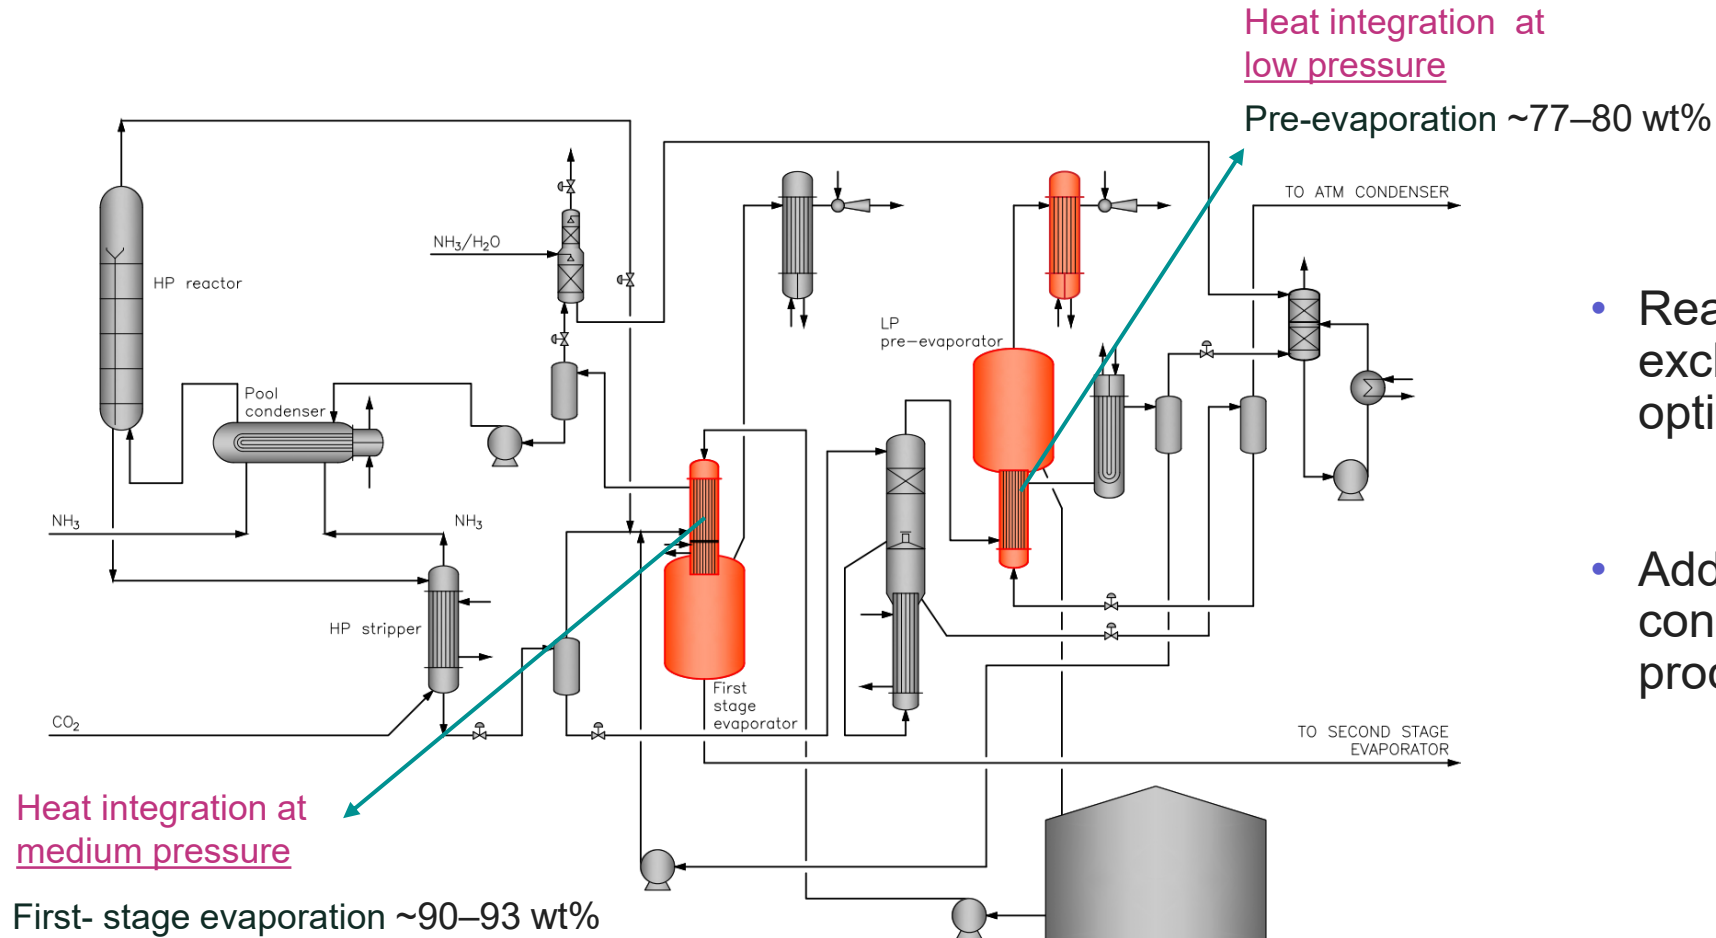 Heat integration at
low pressure
Pre-evaporation ~77–80 wt%
TO ATM CONDENSER
NH₃/H₂O
HP reactor
LP
pre-evaporator
Pool
condenser
NH₃
NH₃
HP stripper
CO₂
First
stage
evaporator
TO SECOND STAGE
EVAPORATOR
Heat integration at
medium pressure
First- stage evaporation ~90–93 wt%
• Rea
excl
opti
• Add
con
proc